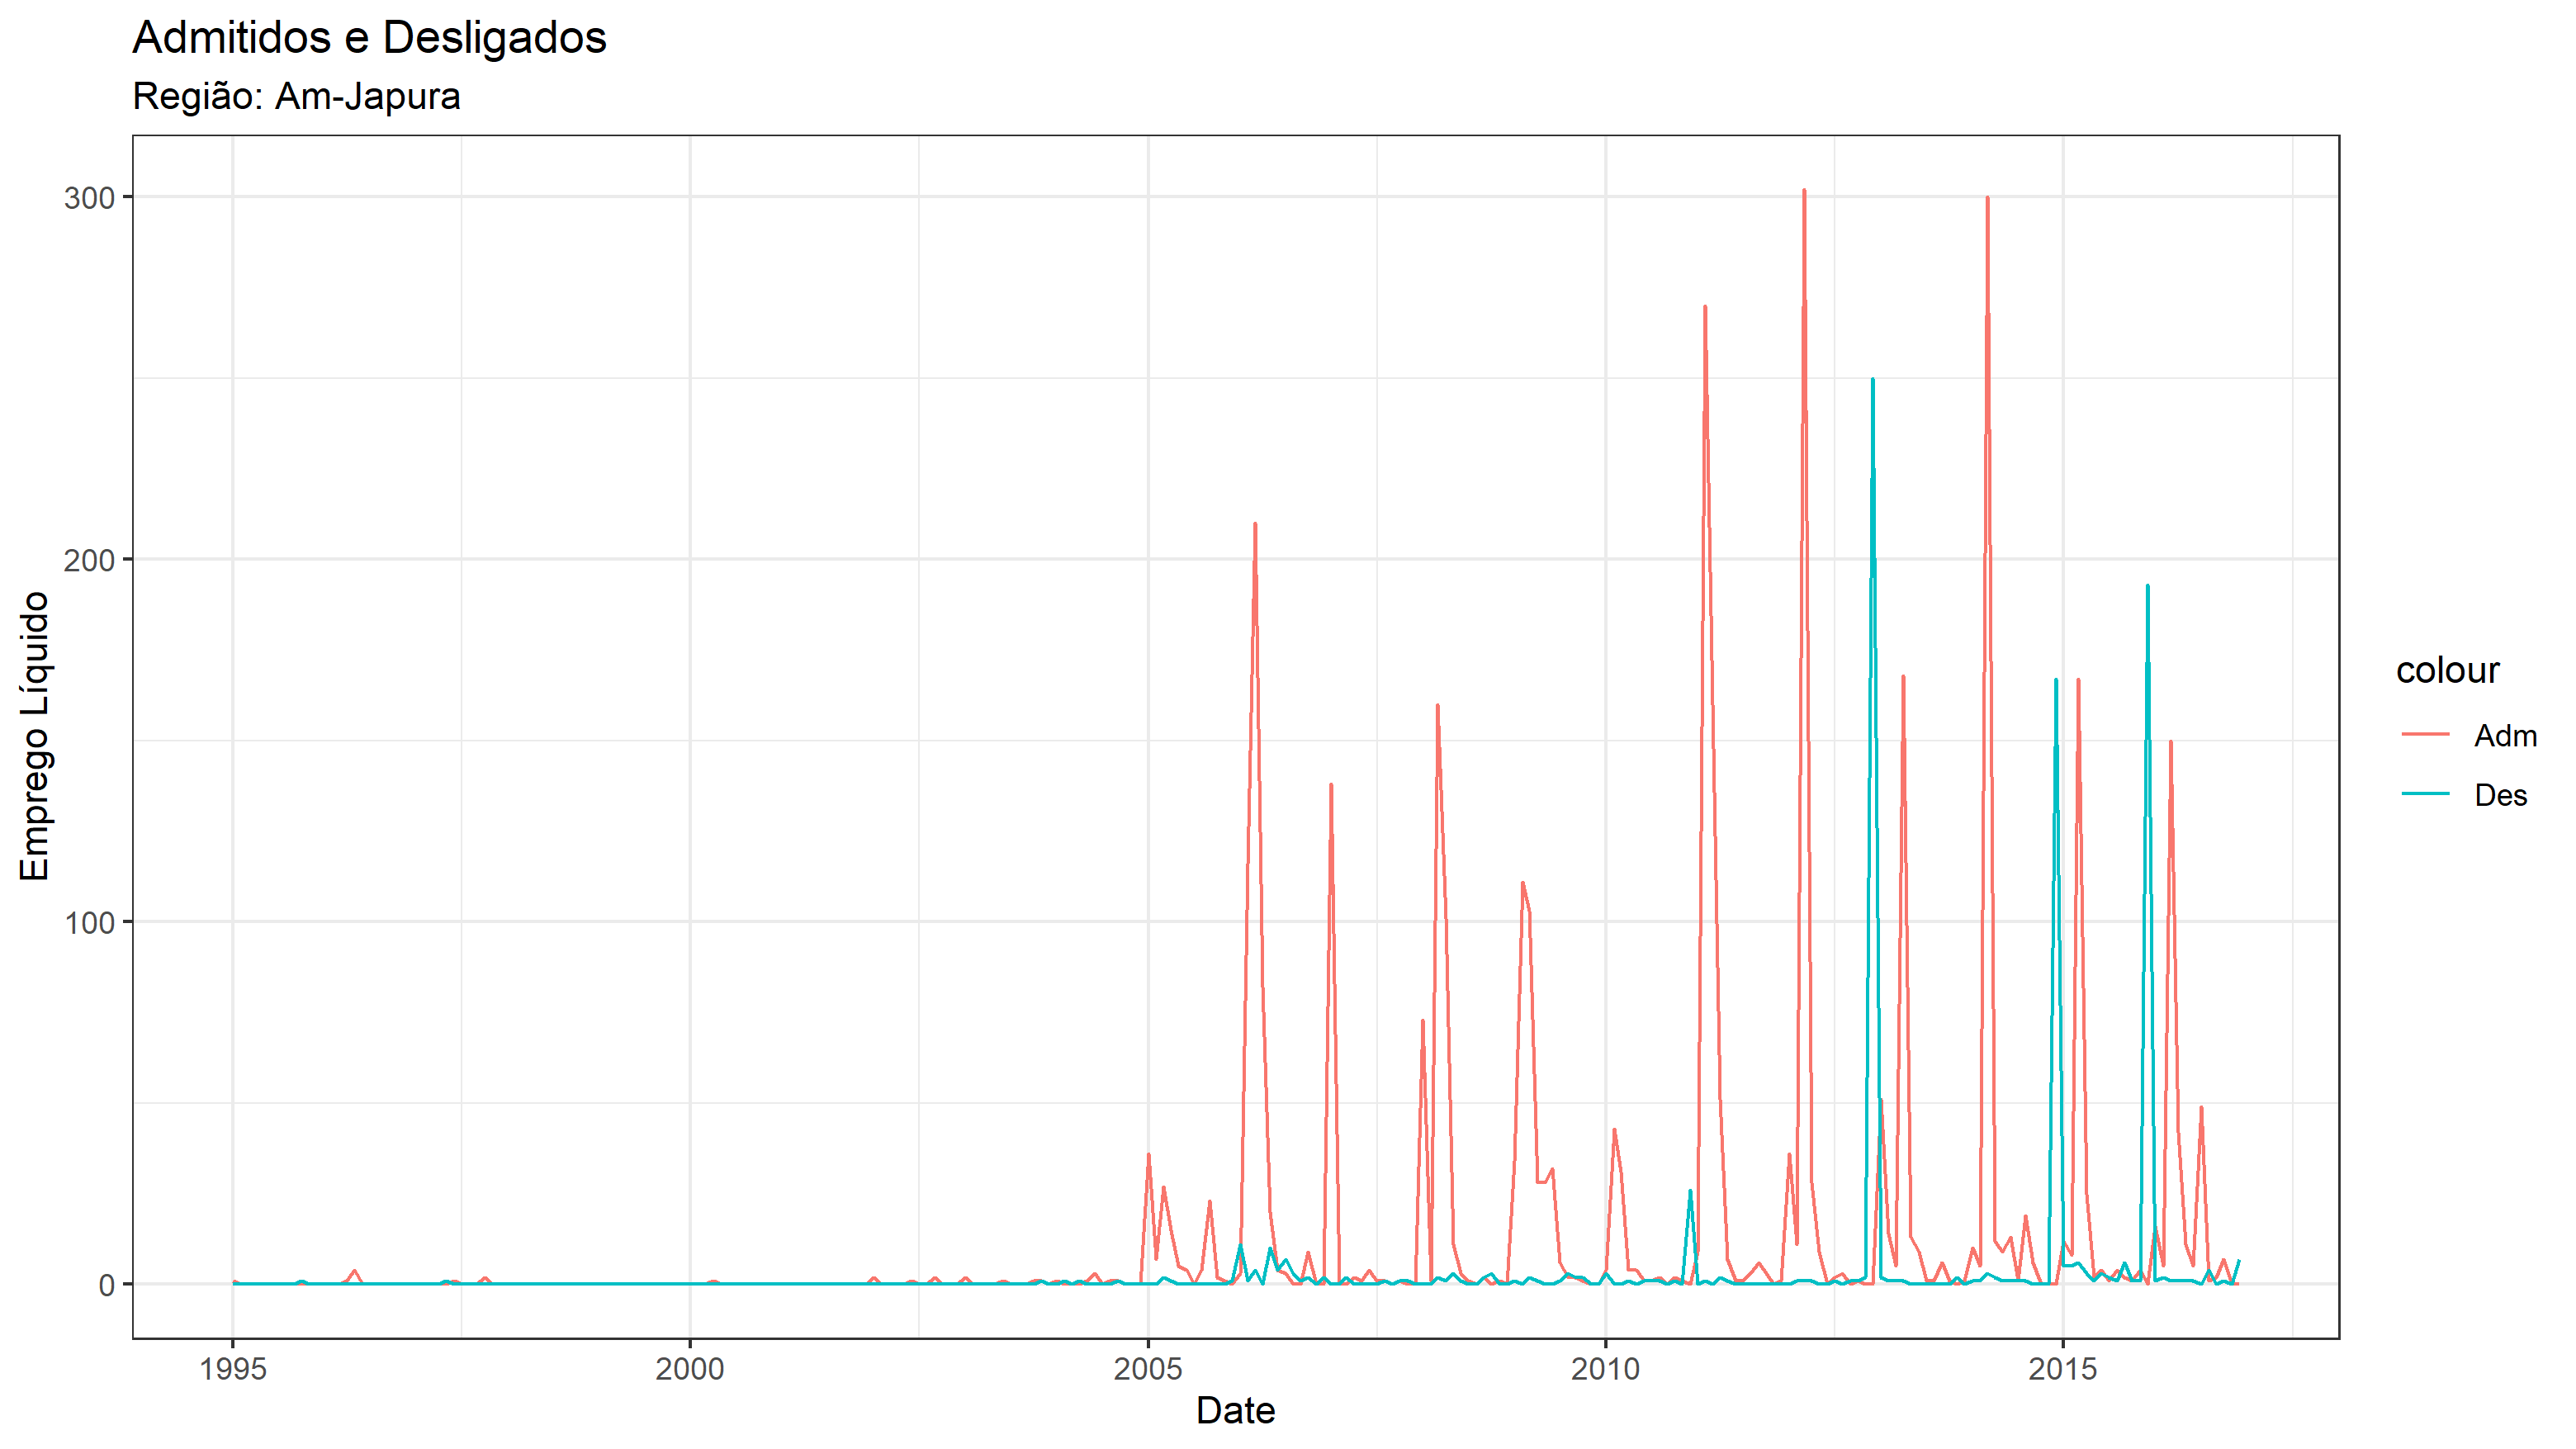 Admitidos e Desligados
Região: Am-Japura
300
200
100
0
Emprego Líquido
1995 2000 2005 2010 2015
Date
colour
Adm
Des